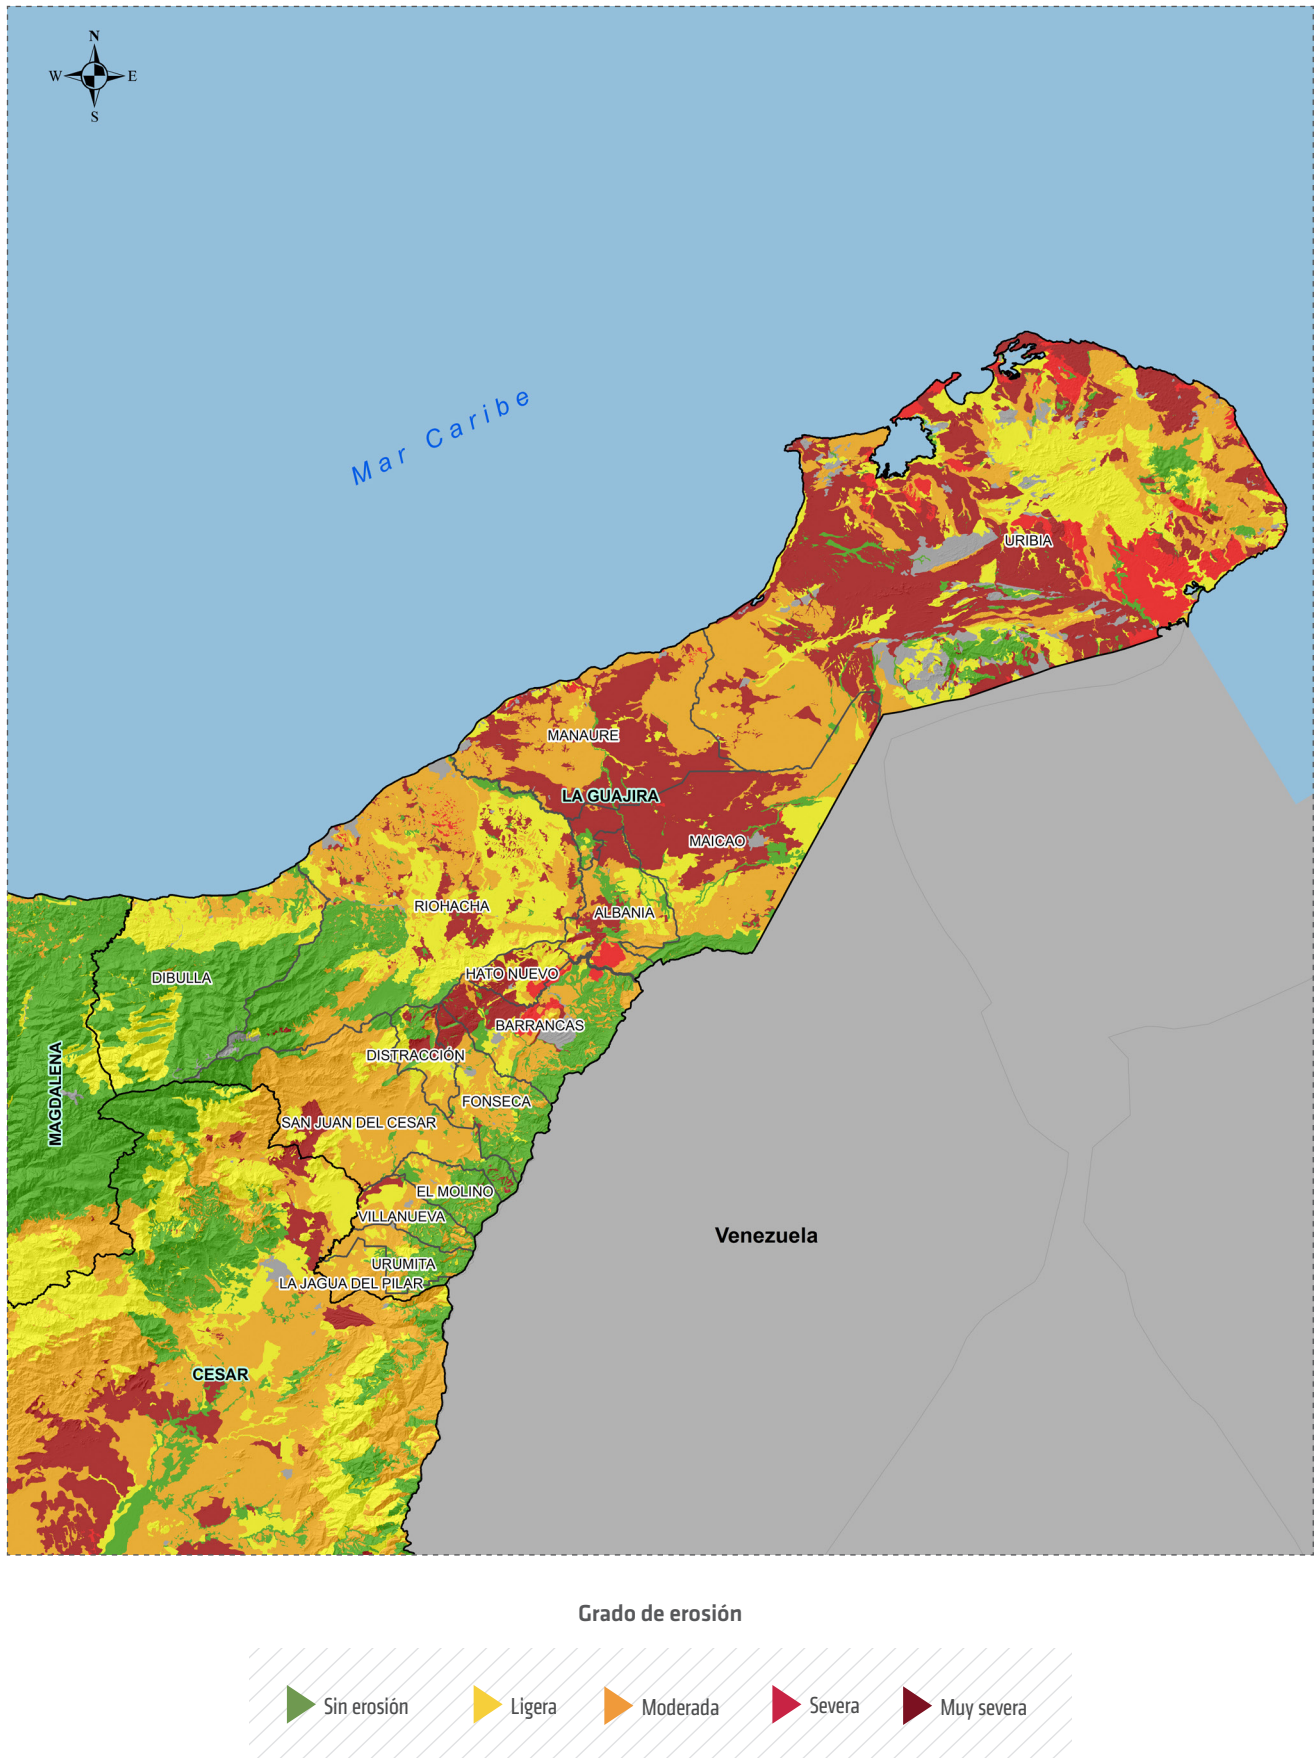 N
W E
S
Mar Caribe
URIBIA
MANAURE
LA GUAJIRA
MAICAO
RIOHACHA
ALBANIA
DIBULLA
HATO NUEVO
BARRANCAS
DISTRACCIÓN
MAGDALENA
FONSECA
SAN JUAN DEL CESAR
EL MOLINO
VILLANUEVA
Venezuela
URUMITA
LA JAGUA DEL PILAR
CESAR
Grado de erosión
Sin erosión Ligera Moderada Severa Muy severa